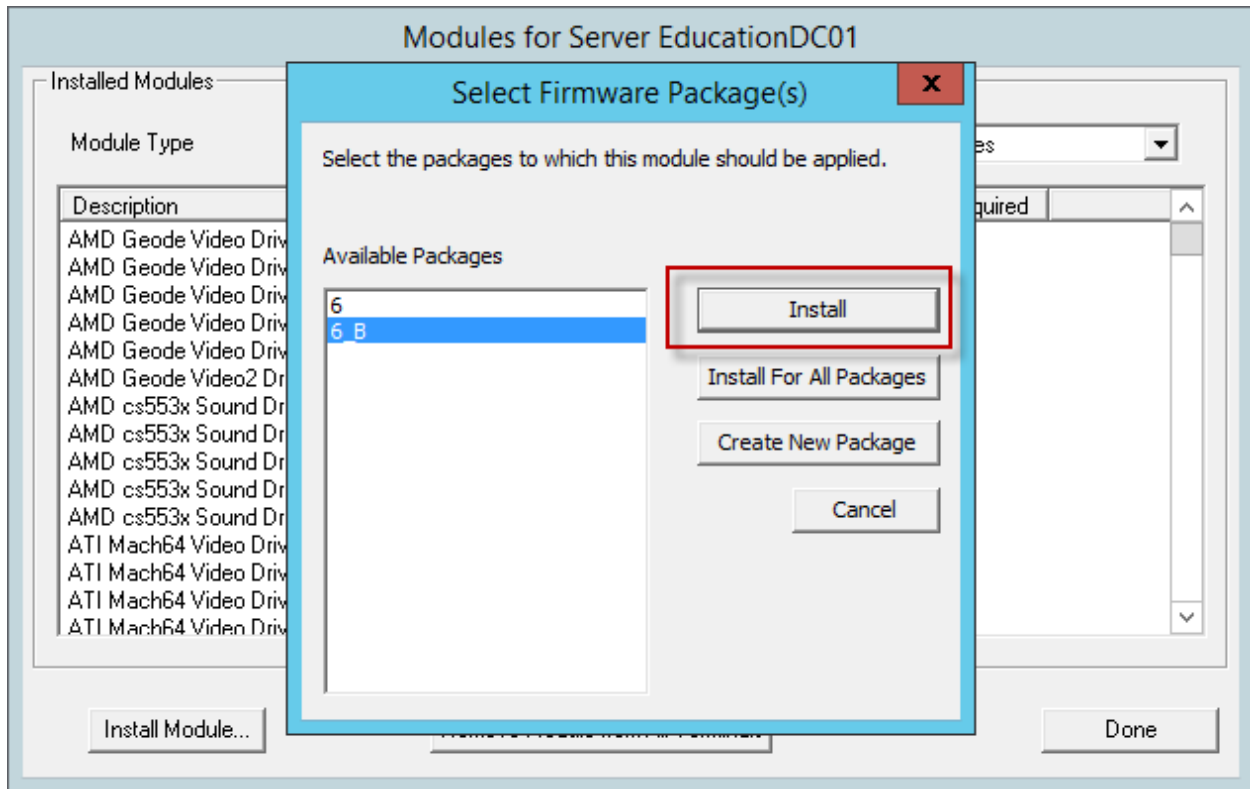 Modules for Server EducationDC01
Installed Modules
Module Type
Description
AMD Geode Video Driv
AMD Geode Video Driv
AMD Geode Video Driv
AMD Geode Video Driv
AMD Geode Video Driv
AMD Geode Video2 Dr
AMD cs553x Sound Dr
AMD cs553x Sound Dr
AMD cs553x Sound Dr
AMD cs553x Sound Dr
AMD cs553x Sound Dr
ATI Mach64 Video Driv
ATI Mach64 Video Driv
ATI Mach64 Video Driv
ATI Mach64 Video Driv
es
quired
Select Firmware Package(s)
x
Select the packages to which this module should be applied.
Available Packages
6
6_B
Install
Install For All Packages
Create New Package
Cancel
Install Module...
Done